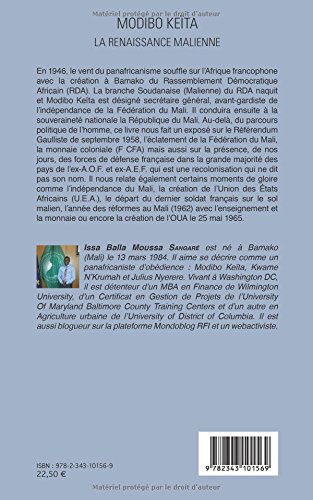 Matériel protégé par le droit d'auteur
MODIBO KEÏTA
LA RENAISSANCE MALIENNE
En 1946, le vent du panafricanisme souffle sur l'Afrique francophone
avec la création à Bamako du Rassemblement Démocratique
Africain (RDA). La branche Soudanaise (Malienne) du RDA naquit
et Modibo Keïta est désigné secrétaire général, avant-gardiste de
l'indépendance de la Fédération du Mali. Il conduira ensuite à la
souveraineté nationale la République du Mali. Au-delà, du parcours
politique de l'homme, ce livre nous fait un exposé sur le Référendum
Gaulliste de septembre 1958, l'éclatement de la Fédération du Mali,
la monnaie coloniale (F CFA) mais aussi sur la présence, de nos
jours, des forces de défense française dans la grande majorité des
pays de l'ex-A.O.F. et ex-A.E.F. qui est une recolonisation qui ne dit
pas son nom. Il nous relate également certains moments de gloire
comme l'indépendance du Mali, la création de l'Union des États
Africains (U.E.A.), le départ du dernier soldat français sur le sol
malien, l'année des réformes au Mali (1962) avec l'enseignement et
la monnaie ou encore la création de l'OUA le 25 mai 1965.
Issa Balla Moussa SANGARÉ est né à Bamako
(Mali) le 13 mars 1984. Il aime se décrire comme un
panafricaniste d'obédience : Modibo Keïta, Kwame
N'Krumah et Julius Nyerere. Vivant à Washington DC,
il est détenteur d'un MBA en Finance de Wilmington
University, d'un Certificat en Gestion de Projets de l'University
Of Maryland Baltimore County Training Centers et d'un autre
en Agriculture urbaine de l'University of District of Columbia. Il
est aussi blogueur sur la plateforme Mondoblog RFI et un webactiviste.
ISBN : 978-2-343-10156-9
22,50 €
9 782343 101569
Matériel protégé par le droit d'auteur